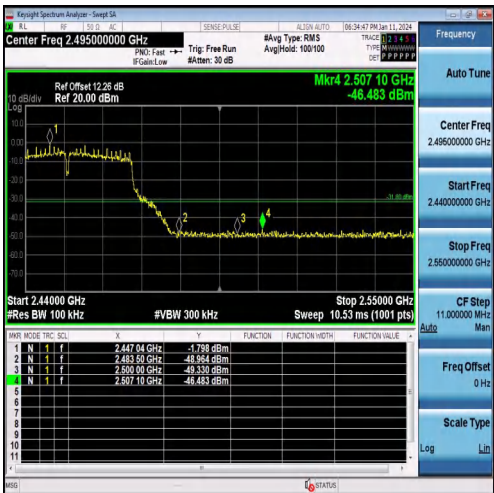 Keysight Spectrum Analyzer - Swept SA
RL RF 50 Ω AC SENSE:PULSE ALIGN AUTO 06:34:47 PM Jan 11, 2024
Center Freq 2.495000000 GHz
PNO: Fast
IFGain:Low
Trig: Free Run
#Atten: 30 dB
#Avg Type: RMS
Avg|Hold: 100/100
TRACE 1 2 3 4 5 6
TYPE M W W W W W
DET P P P P P P
Ref Offset 12.26 dB
Ref 20.00 dBm
10 dB/div
Log
Mkr4 2.507 10 GHz
-46.483 dBm
10.0
0.00
-10.0
-20.0
-30.0
-40.0
-50.0
-60.0
-70.0
1
2
3
4
Start 2.44000 GHz
Stop 2.55000 GHz
#Res BW 100 kHz
#VBW 300 kHz
Sweep 10.53 ms (1001 pts)
MKR MODE TRC SCL X Y FUNCTION FUNCTION WIDTH FUNCTION VALUE
1 N 1 f 2.447 04 GHz -1.798 dBm
2 N 1 f 2.483 50 GHz -48.964 dBm
3 N 1 f 2.500 00 GHz -49.330 dBm
4 N 1 f 2.507 10 GHz -46.483 dBm
5
6
7
8
9
10
11
MSG
STATUS
Frequency
Auto Tune
Center Freq
2.495000000 GHz
Start Freq
2.440000000 GHz
Stop Freq
2.550000000 GHz
CF Step
11.000000 MHz
Auto Man
Freq Offset
0 Hz
Scale Type
Log Lin